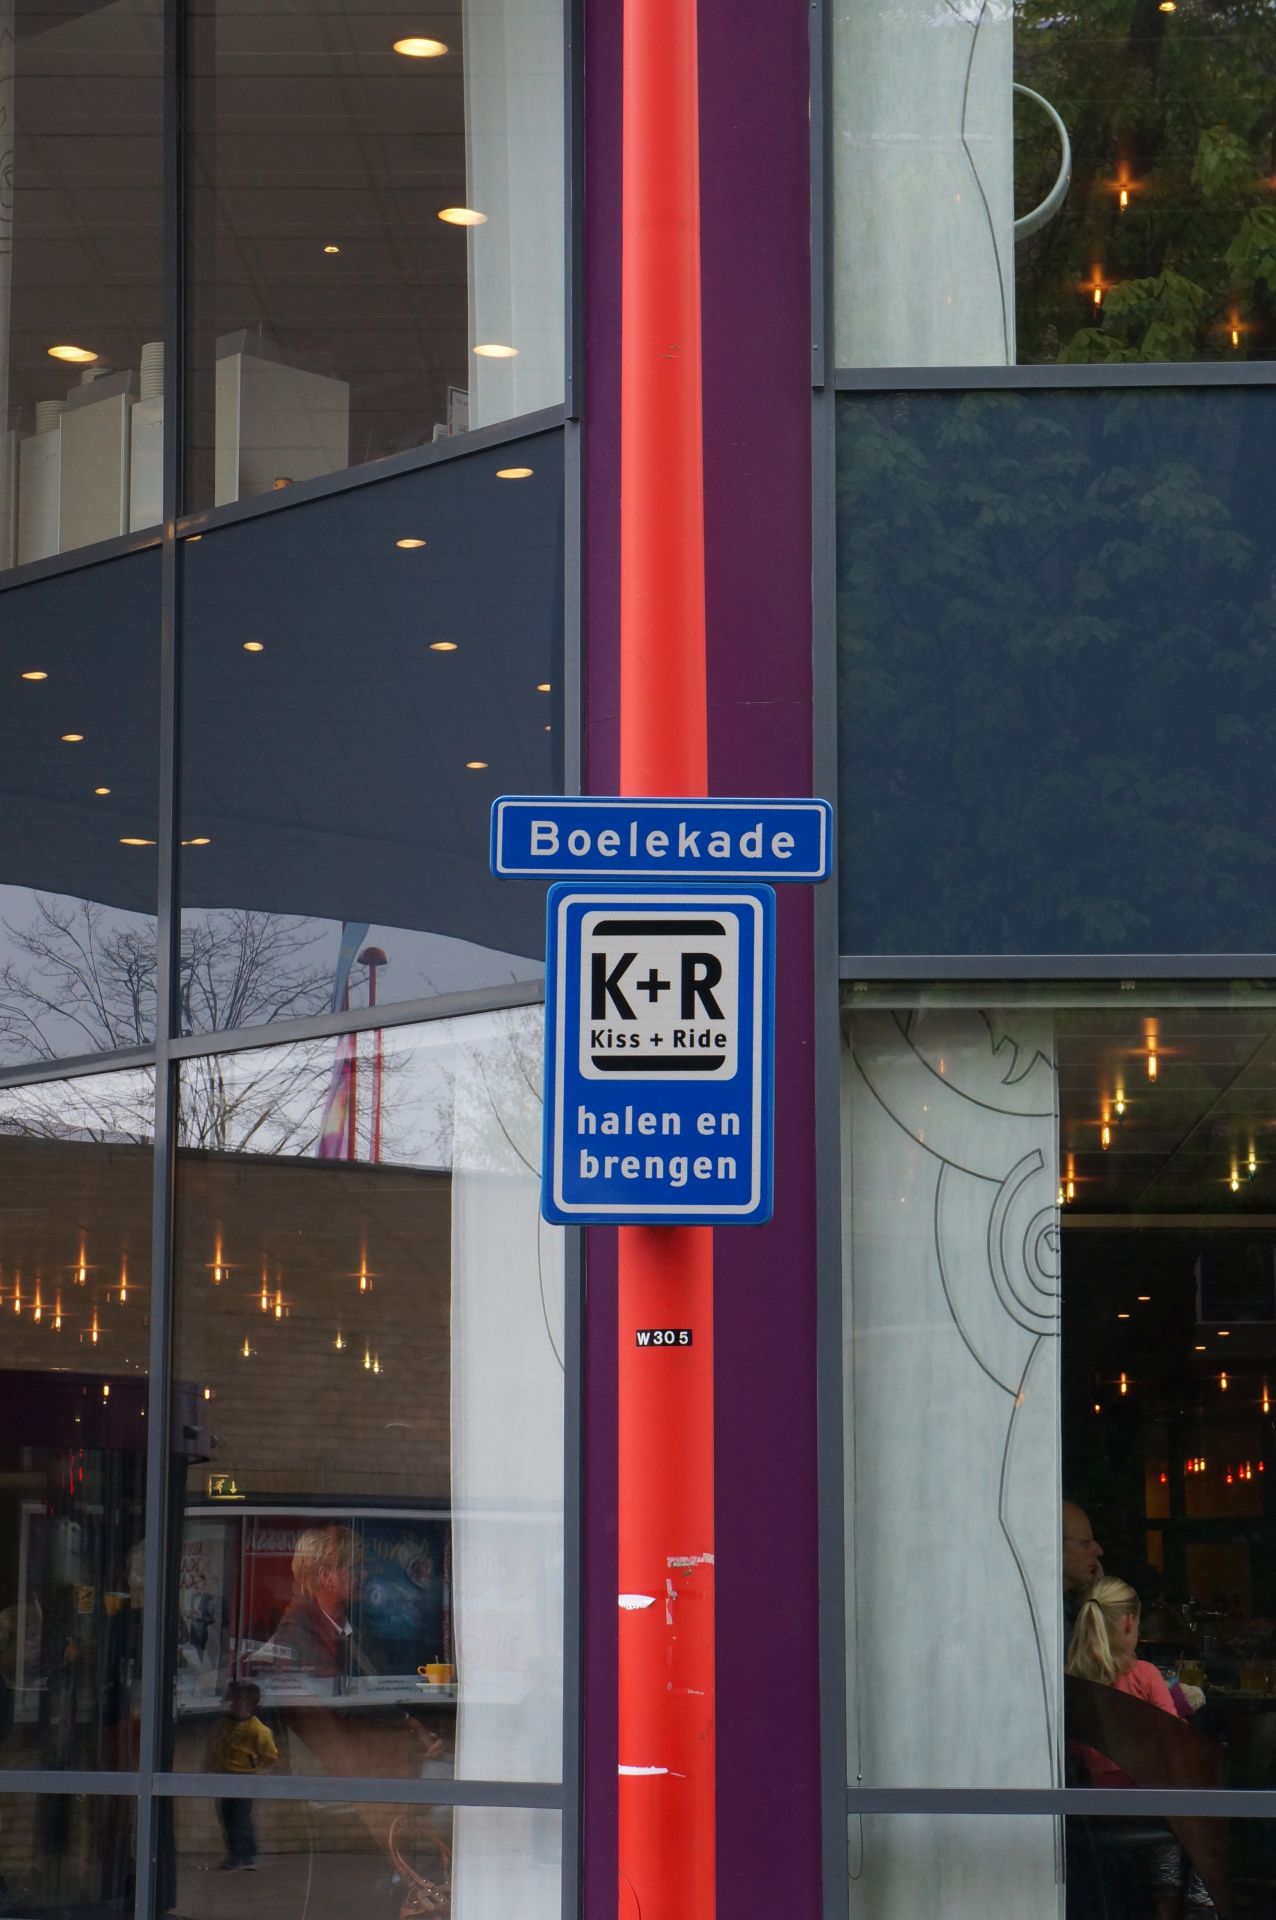 Boelekade
K+R
Kiss + Ride
halen en
brengen
W305